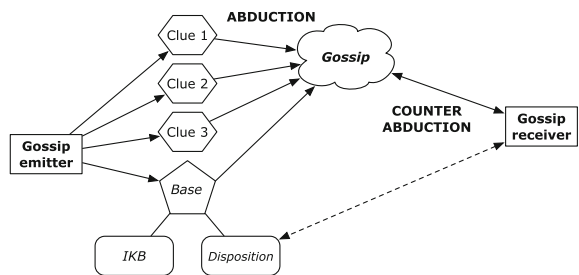 ABDUCTION
Clue 1
Gossip
Clue 2
Clue 3
COUNTER
ABDUCTION
Gossip
receiver
Gossip
emitter
Base
IKB
Disposition